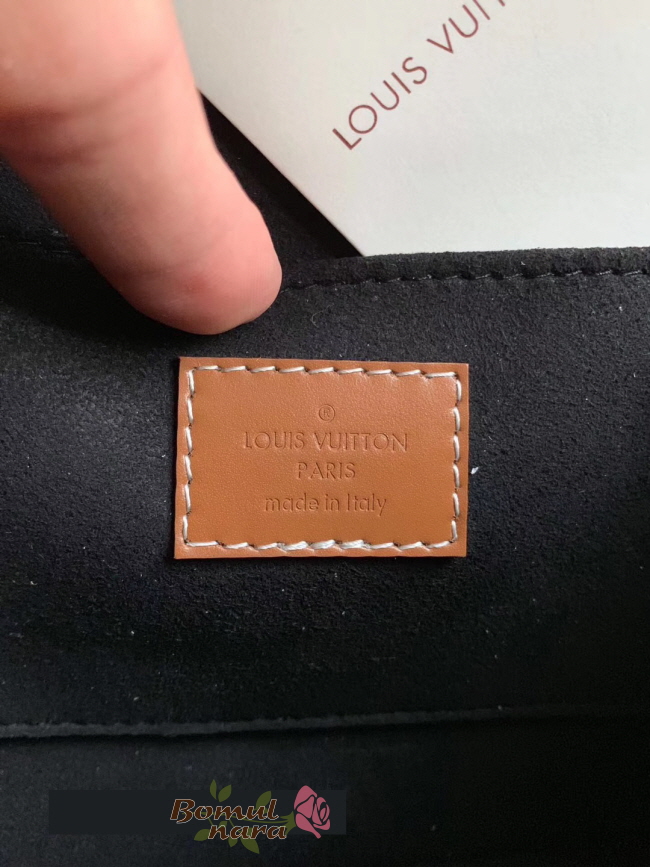 LOUIS VUIT
®
LOUIS VUITTON
PARIS
made in Italy
Bomul
nara